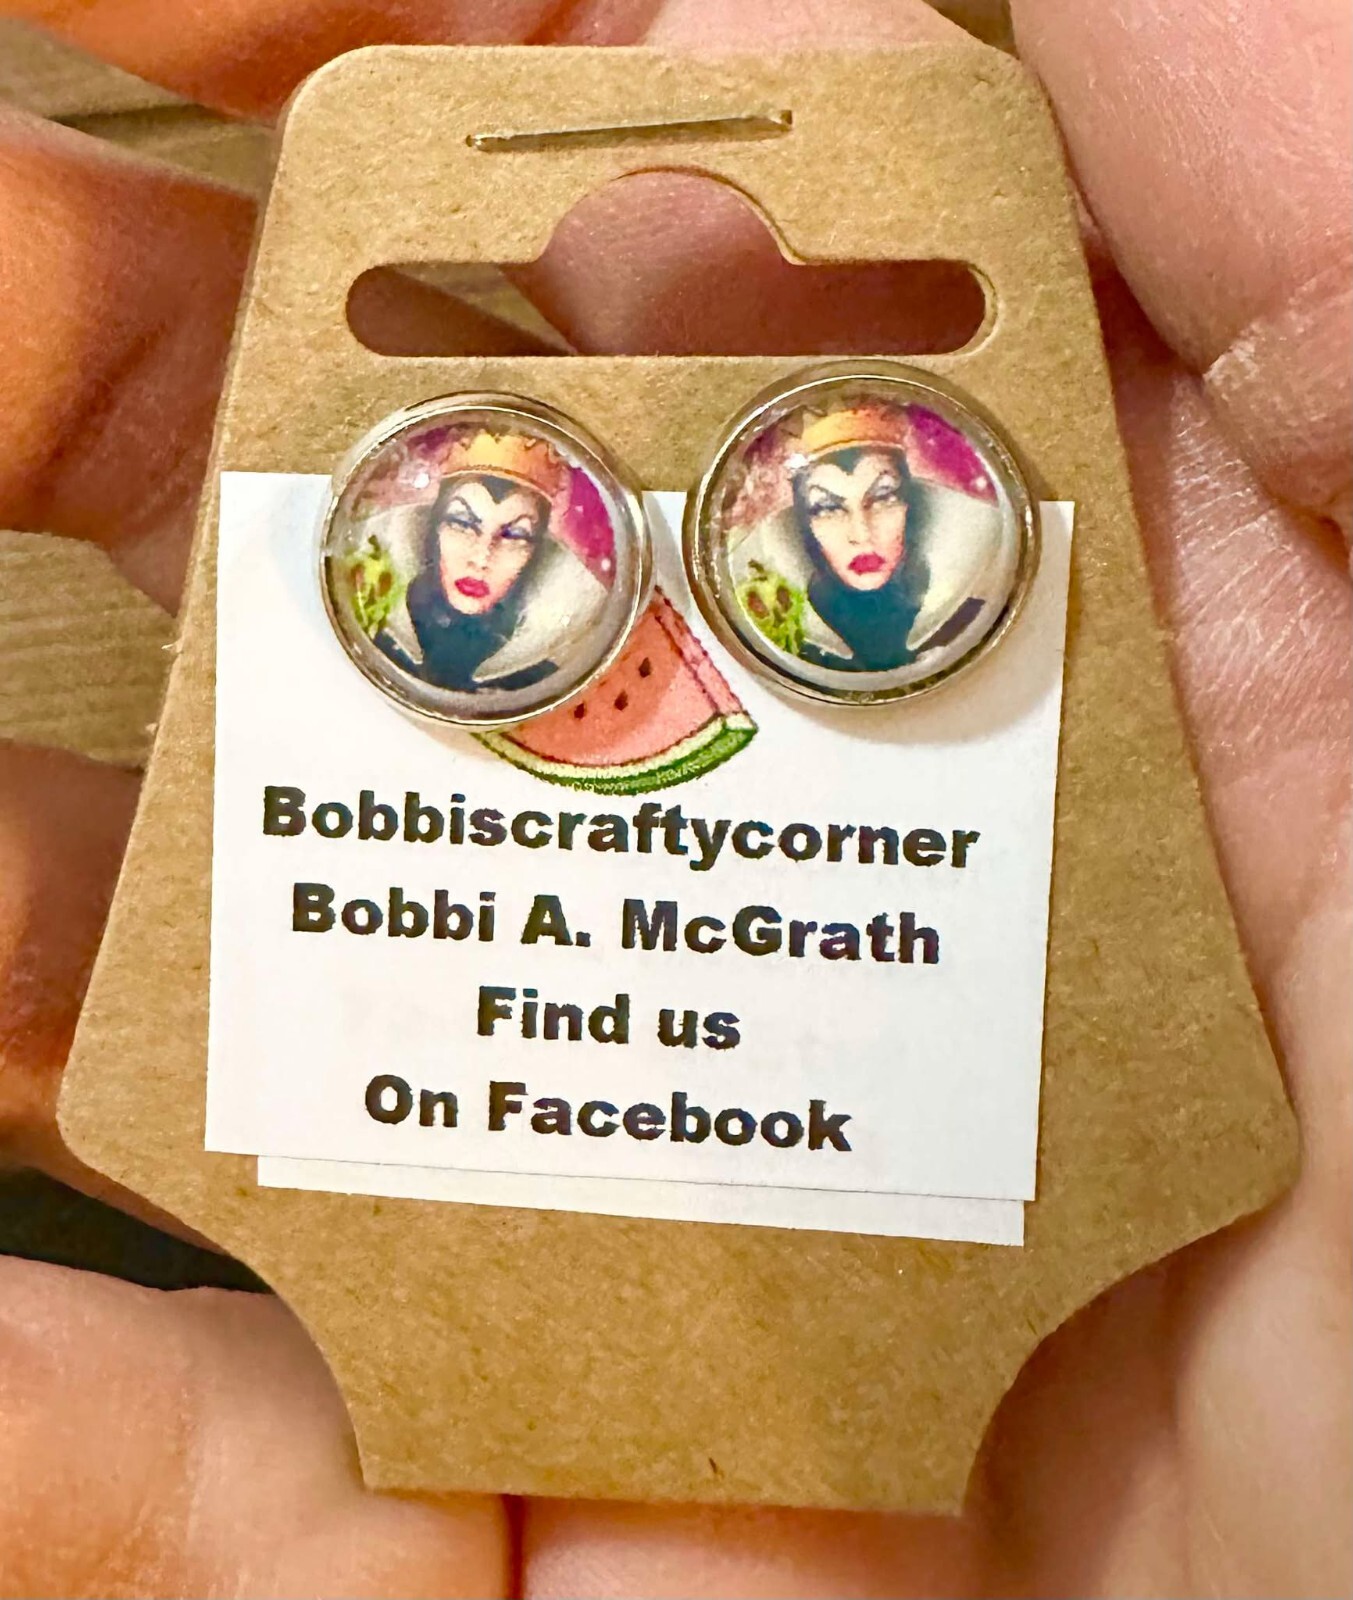 Bobbiscraftycorner
Bobbi A. McGrath
Find us
On Facebook